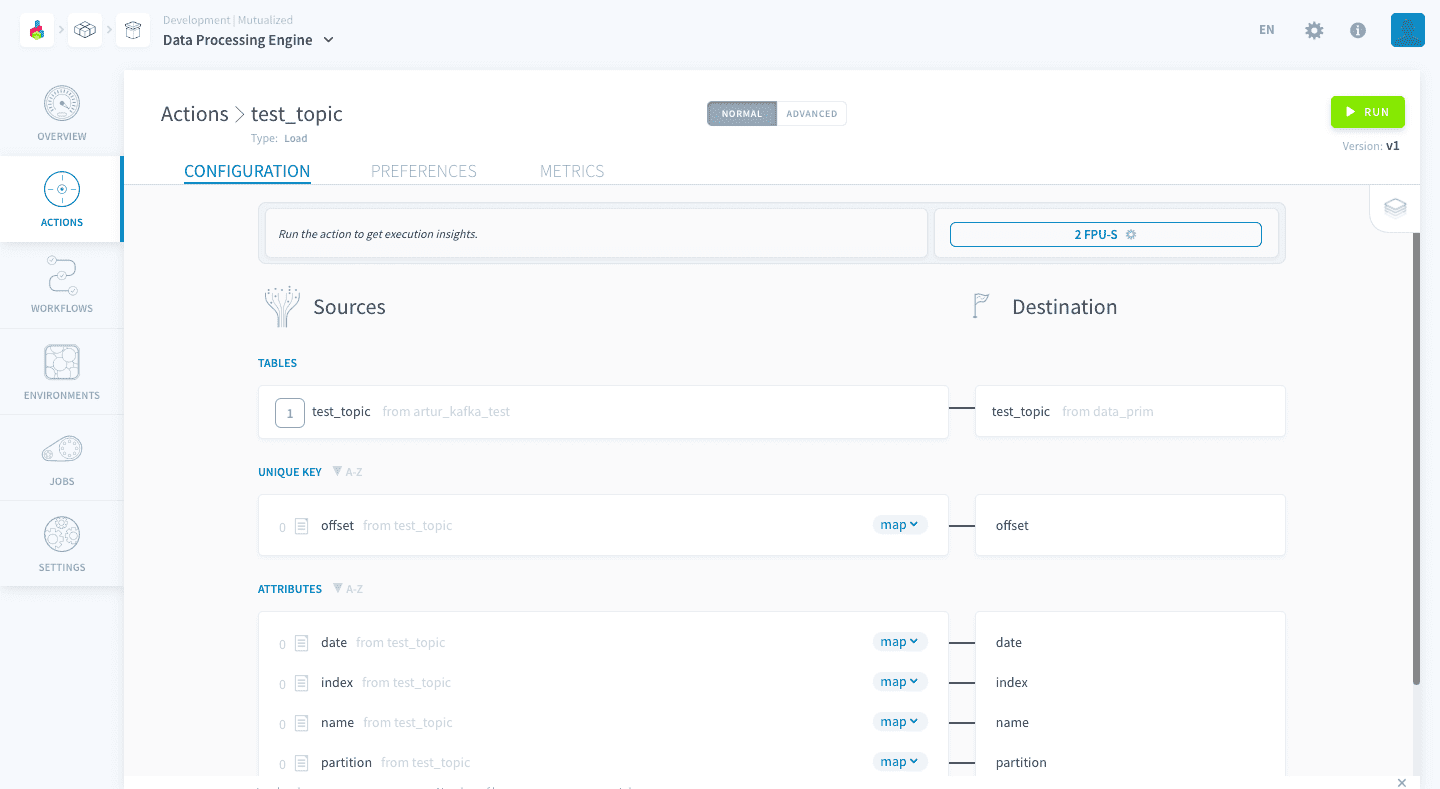 Development | Mutualized
Data Processing Engine
EN
OVERVIEW
ACTIONS
WORKFLOWS
ENVIRONMENTS
JOBS
SETTINGS
Actions > test_topic
Type: Load
NORMAL ADVANCED
RUN
Version: v1
CONFIGURATION PREFERENCES METRICS
Run the action to get execution insights.
2 FPU-S
Sources Destination
TABLES
1 test_topic from artur_kafka_test test_topic from data_prim
UNIQUE KEY A-Z
0 offset from test_topic map offset
ATTRIBUTES A-Z
0 date from test_topic map date
0 index from test_topic map index
0 name from test_topic map name
0 partition from test_topic map partition